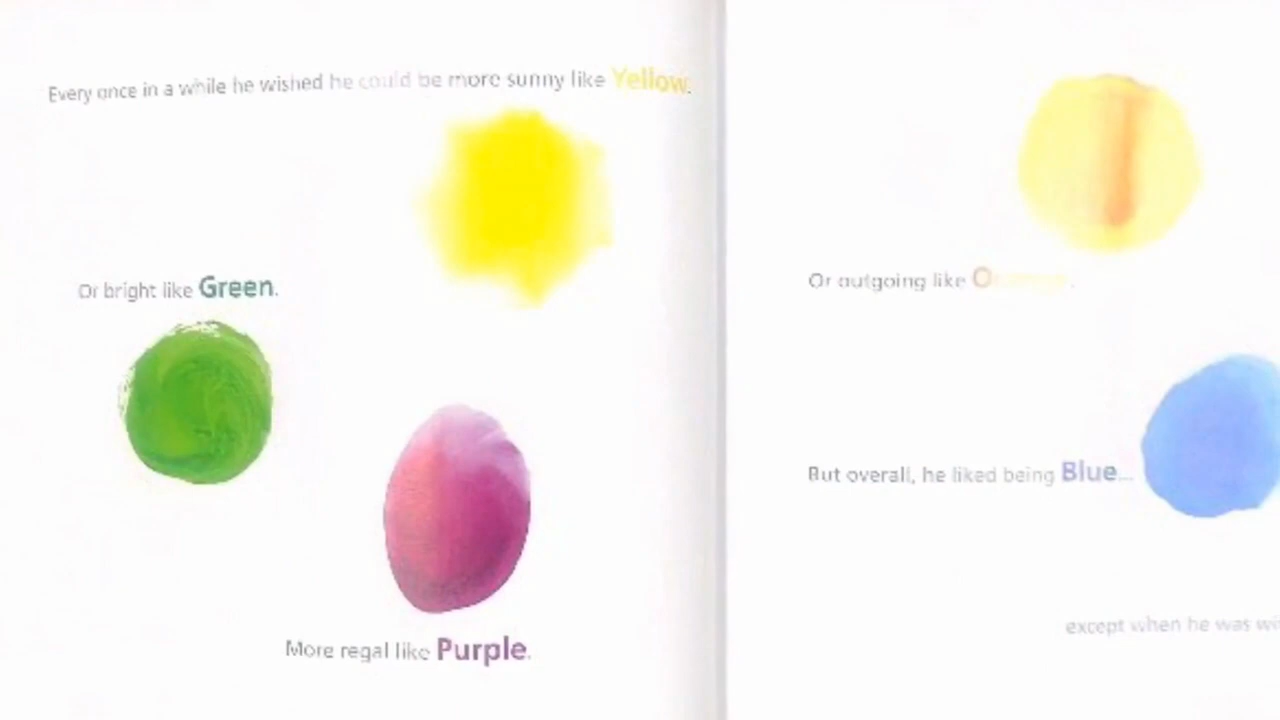 Every once in a while he wished he could be more sunny like Yellow.
Or bright like Green.
More regal like Purple.
Or outgoing like
But overall, he liked being Blue...
except when he was